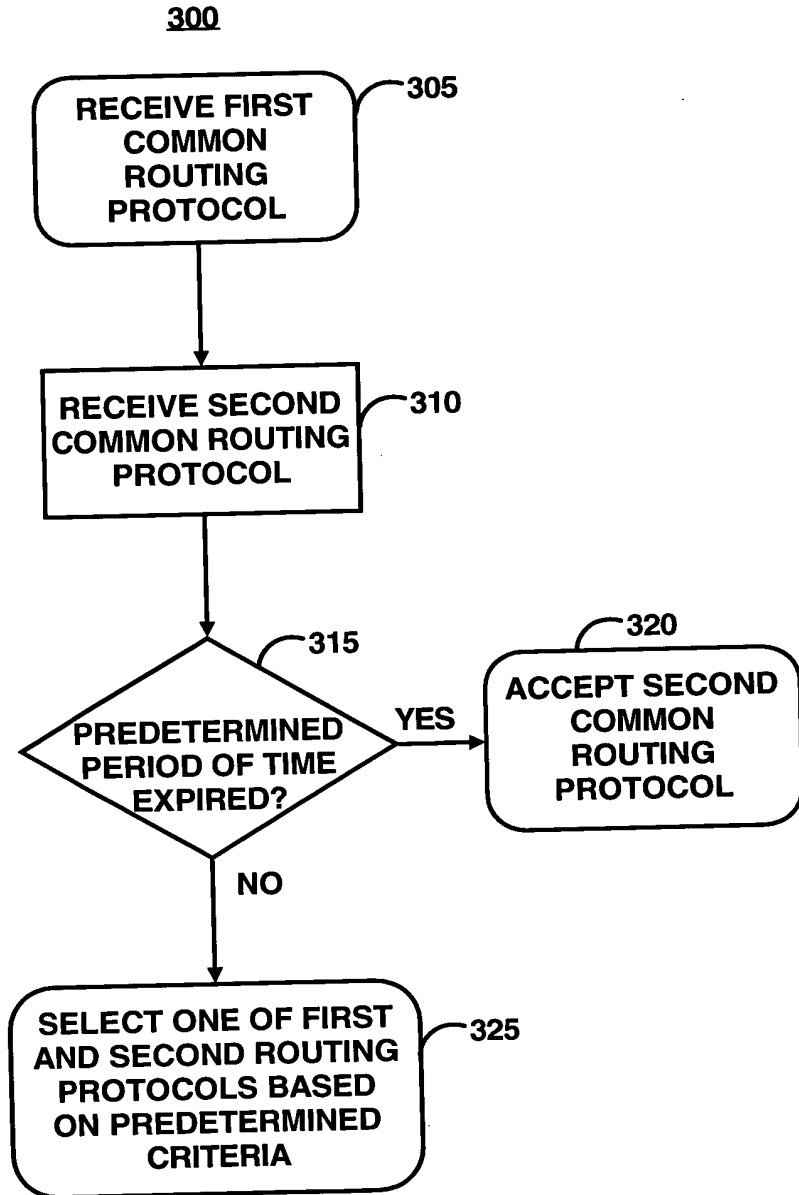 300
RECEIVE FIRST
COMMON
ROUTING
PROTOCOL
305
RECEIVE SECOND
COMMON ROUTING
PROTOCOL
310
PREDETERMINED
PERIOD OF TIME
EXPIRED?
315
YES
ACCEPT SECOND
COMMON
ROUTING
PROTOCOL
320
NO
SELECT ONE OF FIRST
AND SECOND ROUTING
PROTOCOLS BASED
ON PREDETERMINED
CRITERIA
325